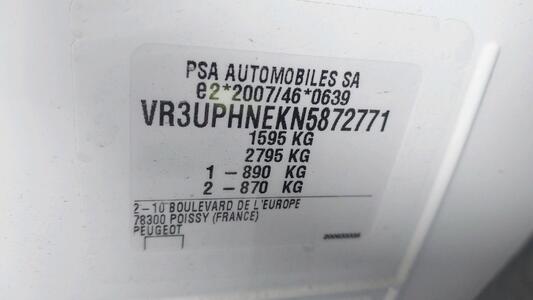 PSA AUTOMOBILES SA
e2*2007/46*0639
VR3UPHNEKN5872771
1595 KG
2795 KG
1 – 890 KG
2 – 870 KG
2 – 10 BOULEVARD DE L'EUROPE
78300 POISSY (FRANCE)
PEUGEOT